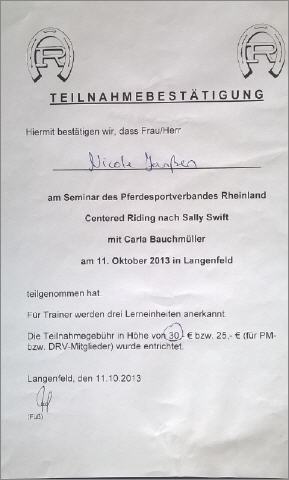 TEILNAHMEBESTÄTIGUNG
Hiermit bestätigen wir, dass Frau/Herr
Nicole Janßen
am Seminar des Pferdesportverbandes Rheinland
Centered Riding nach Sally Swift
mit Carla Bauchmüller
am 11. Oktober 2013 in Langenfeld
teilgenommen hat.
Für Trainer werden drei Lerneinheiten anerkannt.
Die Teilnahmegebühr in Höhe von 30,- € bzw. 25,- € (für PM-
bzw. DRV-Mitglieder) wurde entrichtet.
Langenfeld, den 11.10.2013
(Fuß)